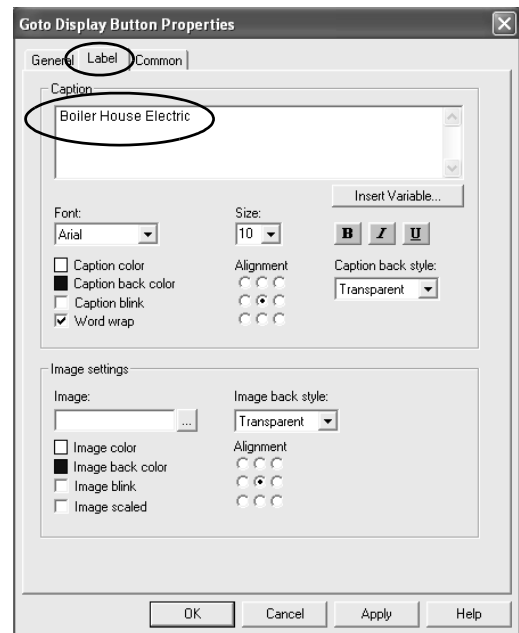 Goto Display Button Properties
General Label Common
Caption
Boiler House Electric
Insert Variable...
Font: Size:
Arial 10 B I U
Caption color Alignment Caption back style:
Caption back color Transparent
Caption blink
Word wrap
Image settings
Image: Image back style:
... Transparent
Image color Alignment
Image back color
Image blink
Image scaled
OK Cancel Apply Help